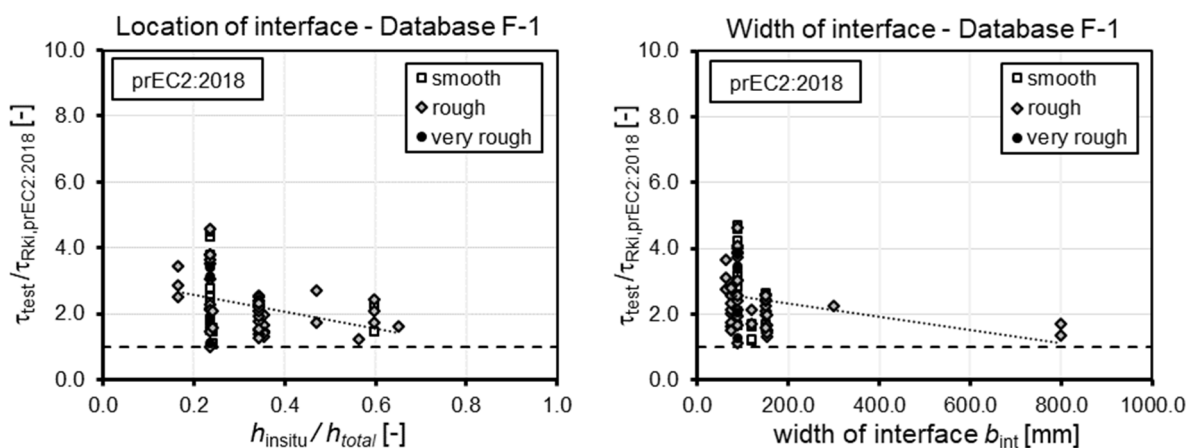 Location of interface - Database F-1
prEC2:2018
smooth
rough
very rough
10.0
8.0
6.0
4.0
2.0
0.0
τtest/τRki,prEC2:2018 [-]
0.0 0.2 0.4 0.6 0.8 1.0
hinsitu / htotal [-]
Width of interface - Database F-1
prEC2:2018
smooth
rough
very rough
10.0
8.0
6.0
4.0
2.0
0.0
τtest/τRki,prEC2:2018 [-]
0.0 200.0 400.0 600.0 800.0 1000.0
width of interface bint [mm]